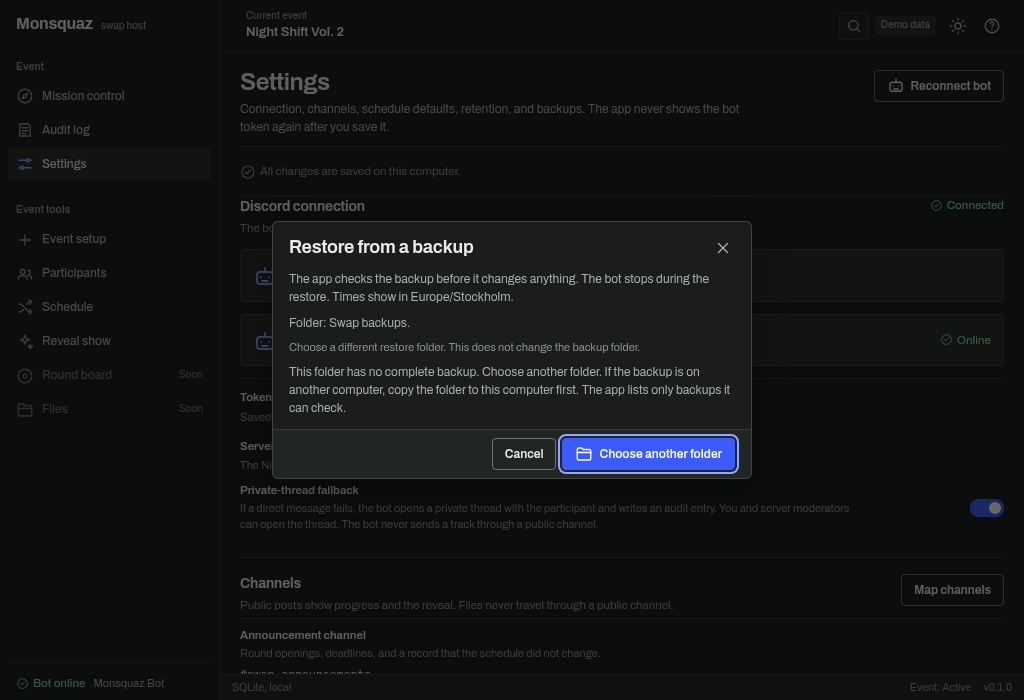 Monsquaz swap host
Event
Mission control
Audit log
Settings
Event tools
Event setup
Participants
Schedule
Reveal show
Round board Soon
Files Soon
Bot online Monsquaz Bot
Current event
Night Shift Vol. 2
Demo data
Settings
Connection, channels, schedule defaults, retention, and backups. The app never shows the bot
token again after you save it.
Reconnect bot
All changes are saved on this computer.
Discord connection
Connected
The bo
Online
Restore from a backup
The app checks the backup before it changes anything. The bot stops during the
restore. Times show in Europe/Stockholm.
Folder: Swap backups.
Choose a different restore folder. This does not change the backup folder.
This folder has no complete backup. Choose another folder. If the backup is on
another computer, copy the folder to this computer first. The app lists only backups it
can check.
Cancel
Choose another folder
Token
Saved
Server
The Ni
Private-thread fallback
If a direct message fails, the bot opens a private thread with the participant and writes an audit entry. You and server moderators
can open the thread. The bot never sends a track through a public channel.
Channels
Public posts show progress and the reveal. Files never travel through a public channel.
Map channels
Announcement channel
Round openings, deadlines, and a record that the schedule did not change.
#swap-announcements
SQLite, local
Event: Active v0.1.0